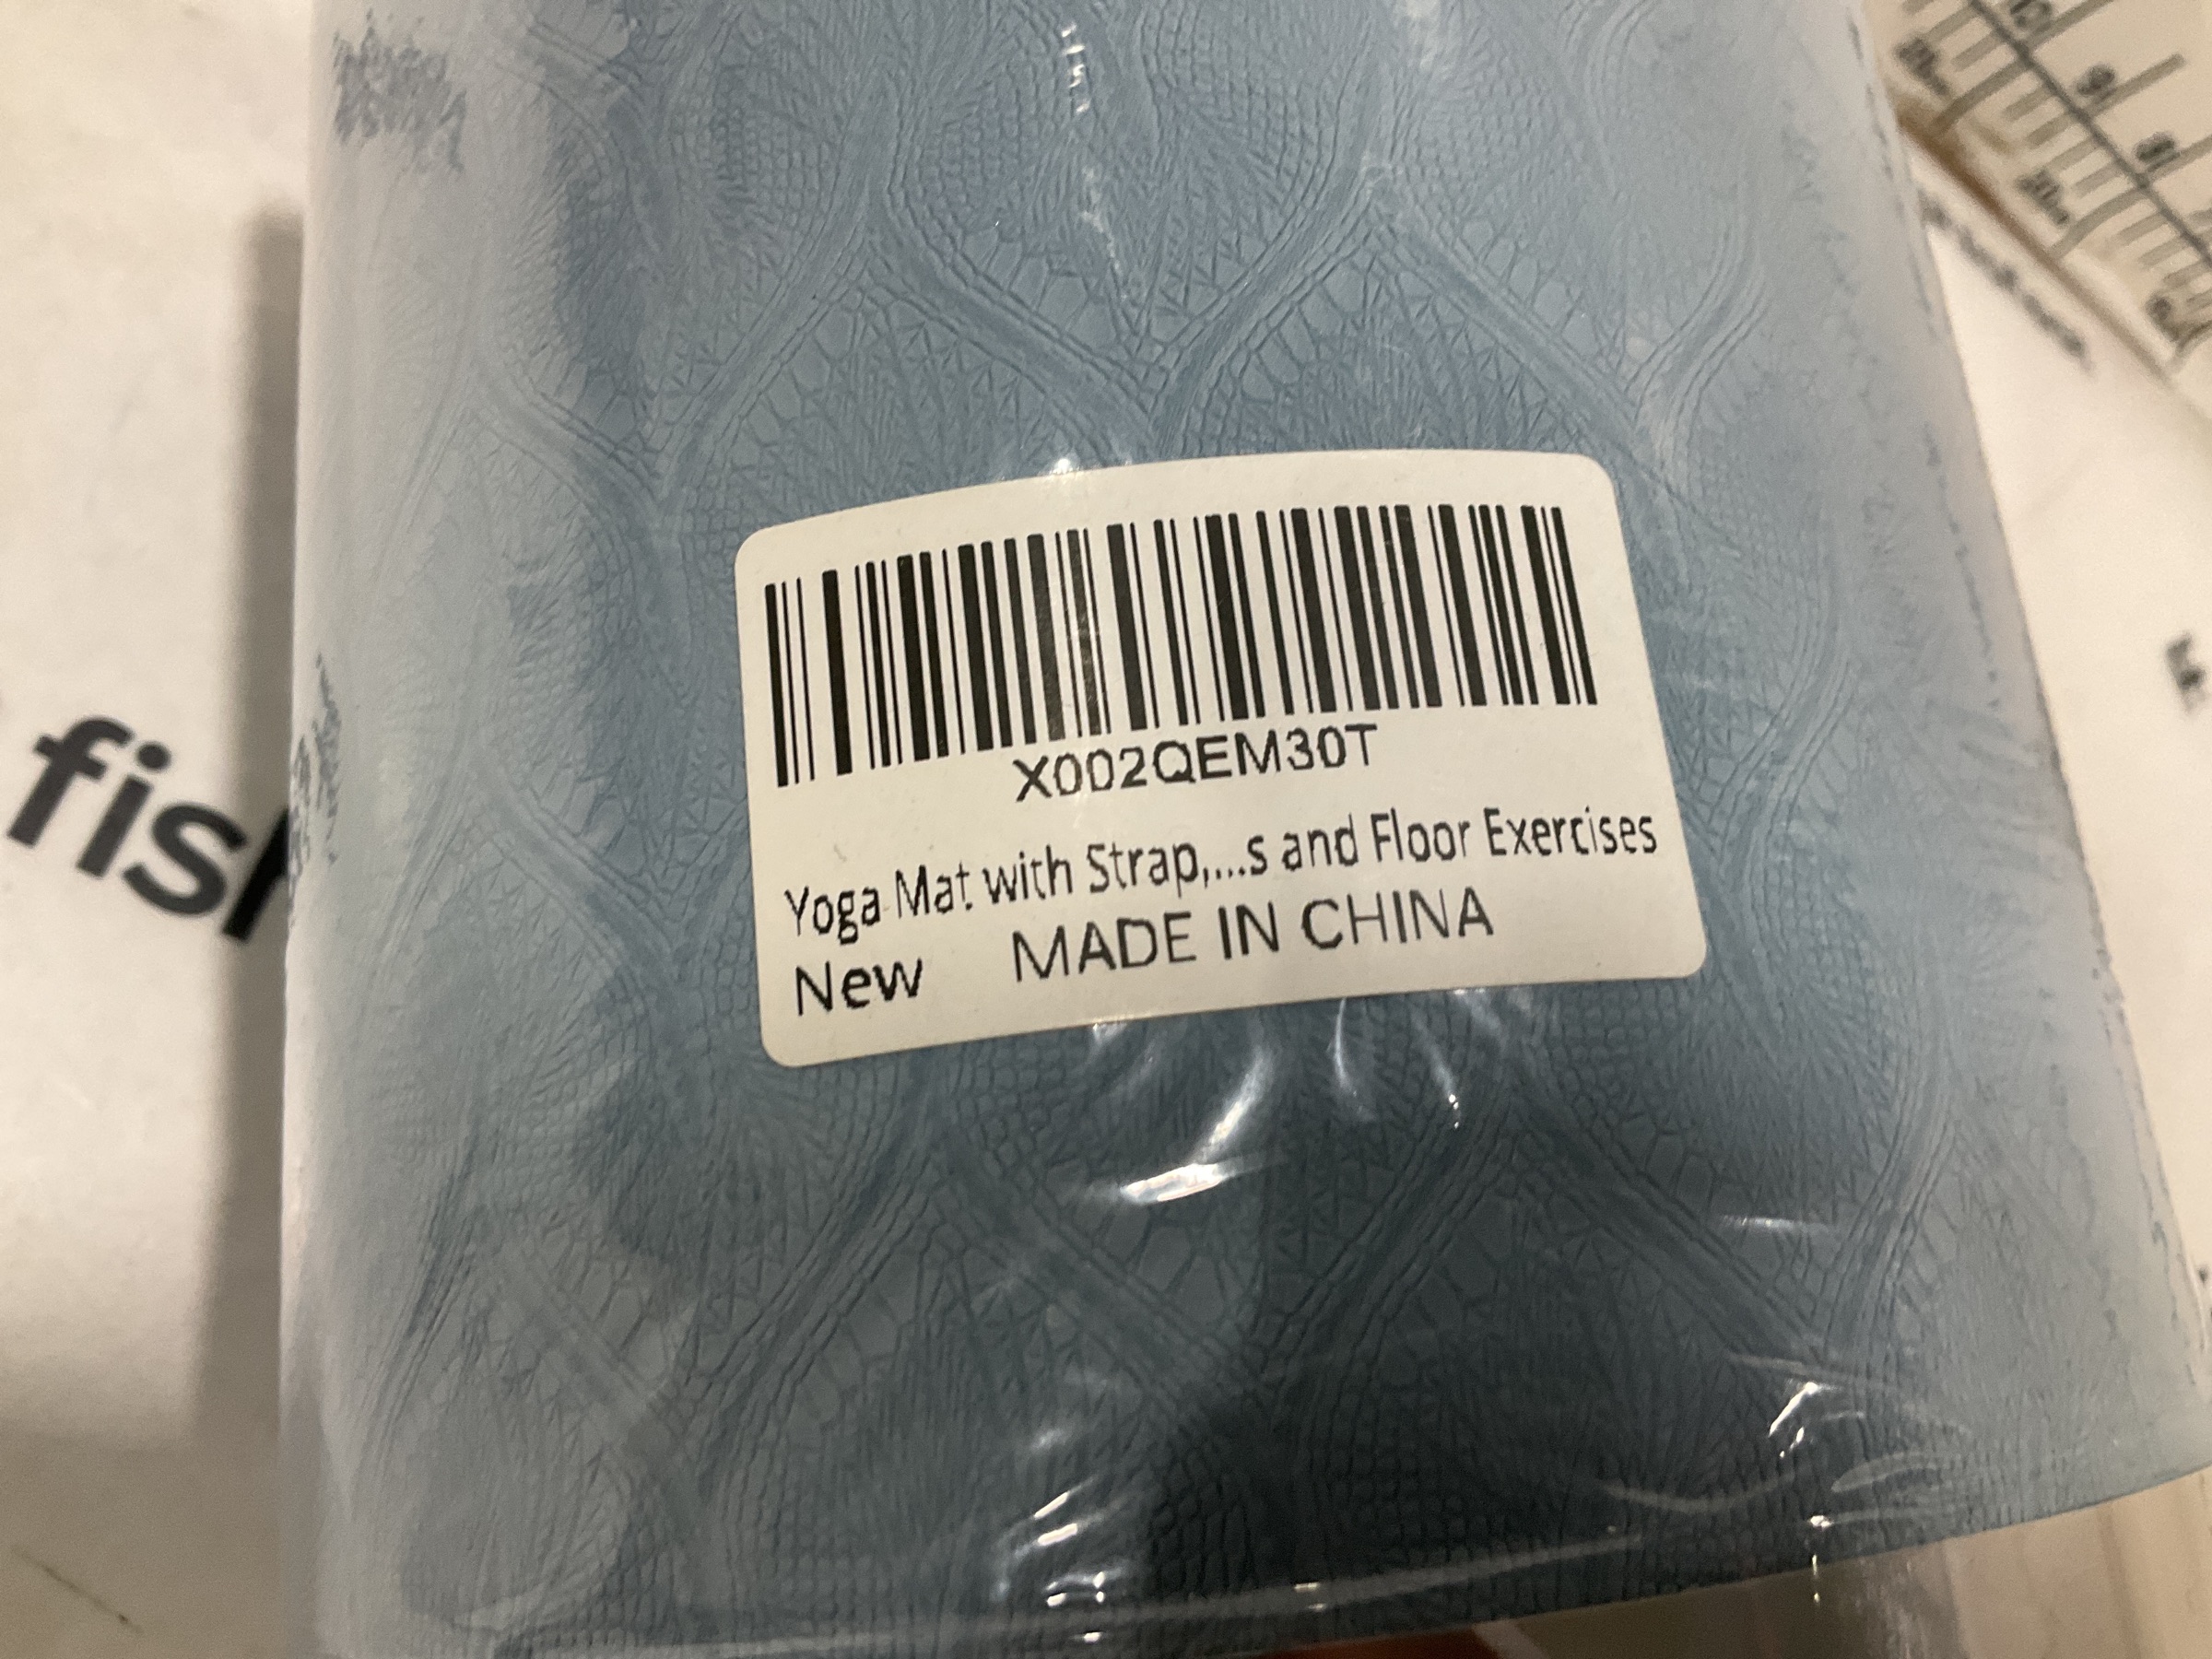 X002QEM30T
Yoga Mat with Strap,...s and Floor Exercises
New MADE IN CHINA
fis